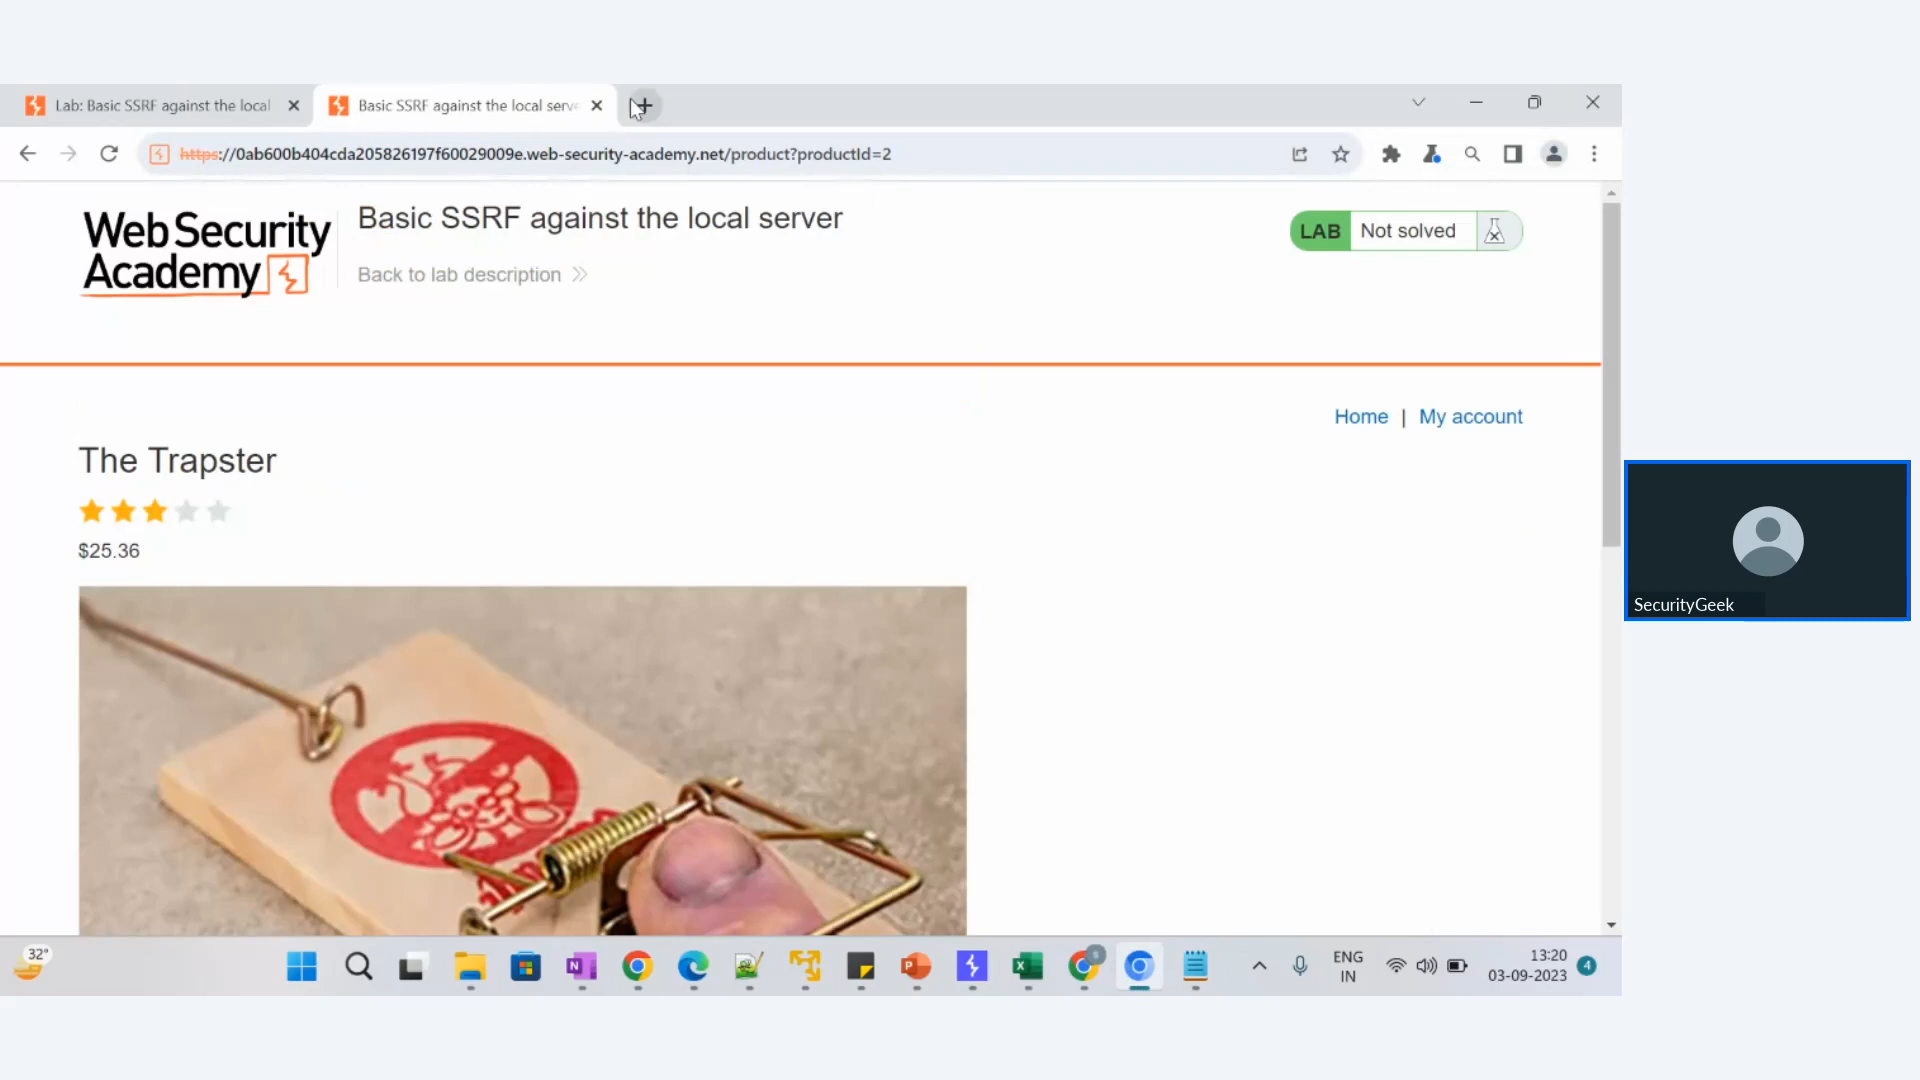 Lab: Basic SSRF against the local
Basic SSRF against the local serve
https://0ab600b404cda205826197f60029009e.web-security-academy.net/product?productId=2
Web Security
Academy
Basic SSRF against the local server
Back to lab description
LAB Not solved
Home | My account
The Trapster
$25.36
SecurityGeek
32°
ENG
IN
13:20
03-09-2023
4